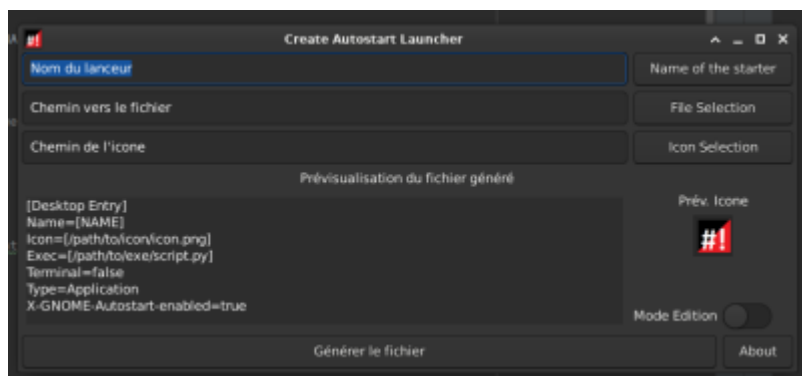 #!
Create Autostart Launcher
Nom du lanceur
Name of the starter
Chemin vers le fichier
File Selection
Chemin de l'icone
Icon Selection
Prévisualisation du fichier généré
[Desktop Entry]
Name=[NAME]
Icon=[/path/to/icon/icon.png]
Exec=[/path/to/exe/script.py]
Terminal=false
Type=Application
X-GNOME-Autostart-enabled=true
Prév. Icone
#!
Mode Edition
Générer le fichier
About